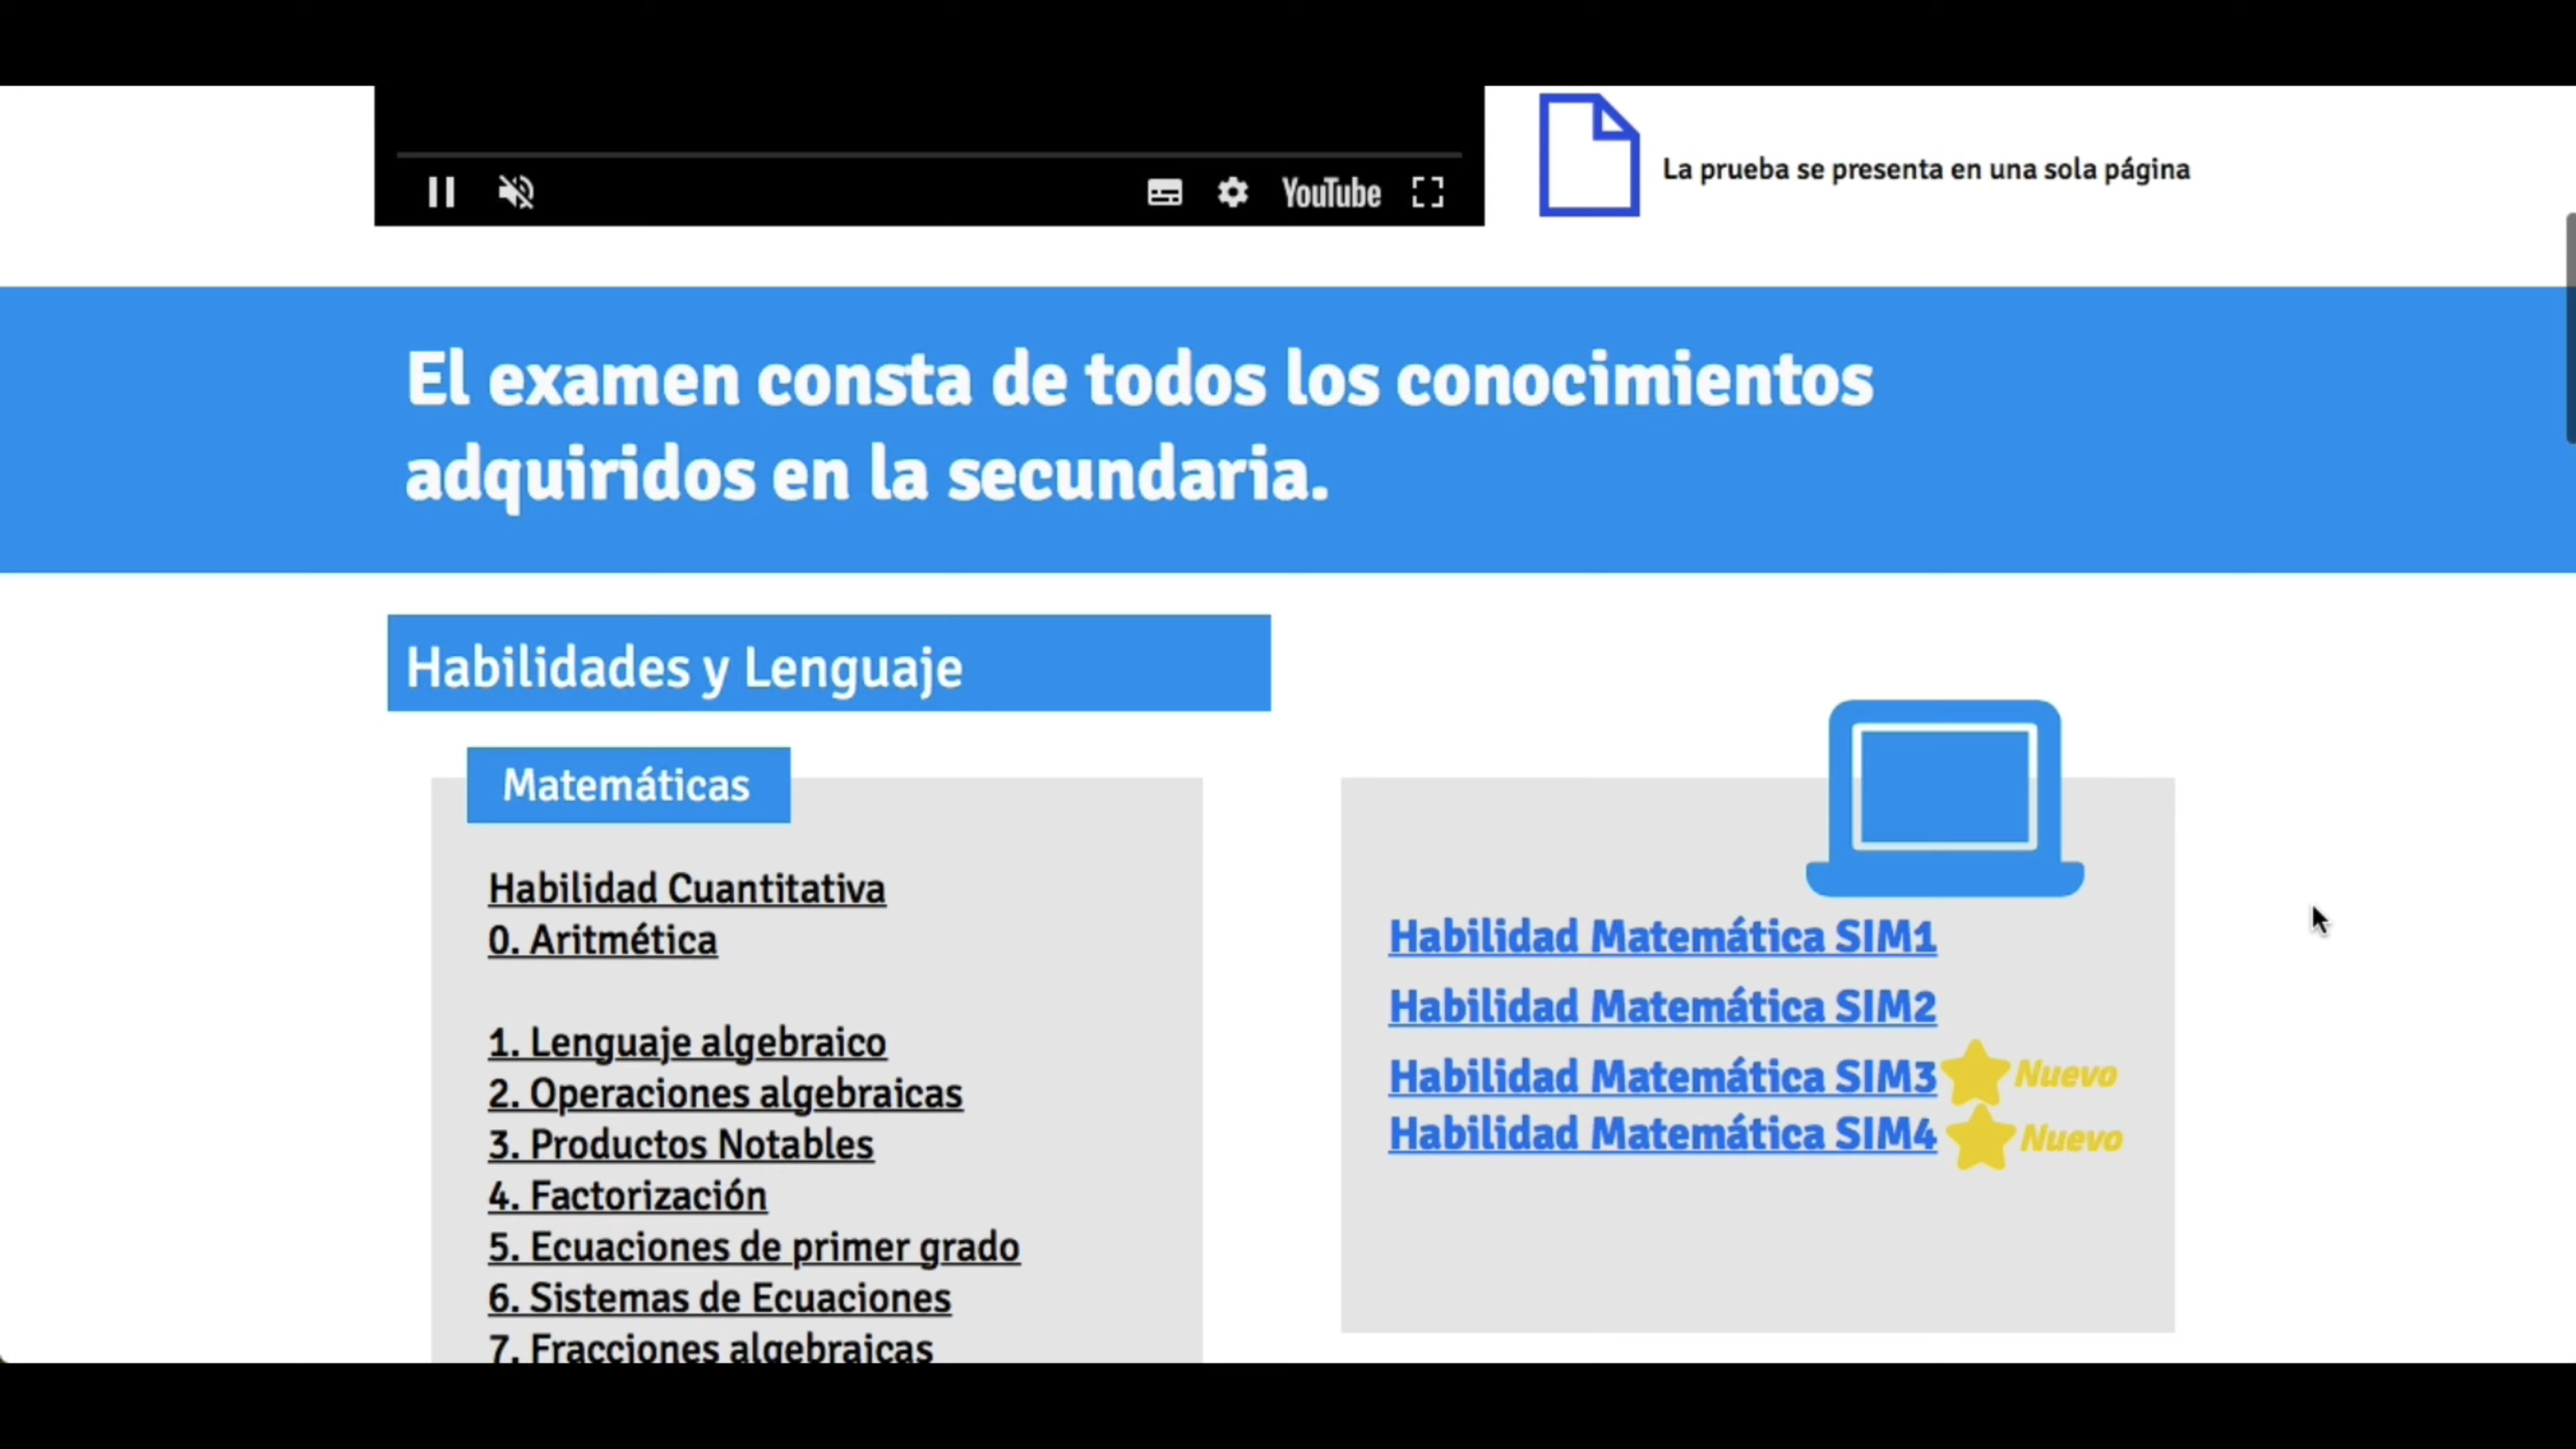 YouTube
La prueba se presenta en una sola página
El examen consta de todos los conocimientos
adquiridos en la secundaria.
Habilidades y Lenguaje
Matemáticas
Habilidad Cuantitativa
0. Aritmética
1. Lenguaje algebraico
2. Operaciones algebraicas
3. Productos Notables
4. Factorización
5. Ecuaciones de primer grado
6. Sistemas de Ecuaciones
7. Fracciones algebraicas
Habilidad Matemática SIM1
Habilidad Matemática SIM2
Habilidad Matemática SIM3 Nuevo
Habilidad Matemática SIM4 Nuevo